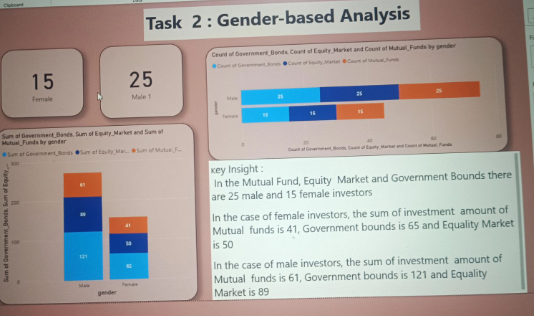 Clipboard
Task 2 : Gender-based Analysis
15
Female
25
Male 1
Count of Government_Bonds, Count of Equity_Market and Count of Mutual_Funds by gender
Count of Government_Bonds Count of Equity_Market Count of Mutual_Funds
gender
Male 25 25 25
Female 15 15 15
0 20 40 60 80
Count of Government_Bonds, Count of Equity_Market and Count of Mutual_Funds
Sum of Government_Bonds, Sum of Equity_Market and Sum of
Mutual_Funds by gender
Sum of Government_Bonds Sum of Equity_Mar... Sum of Mutual_F...
Sum of Government_Bonds, Sum of Equity_...
300
200
100
0
61
89
121
41
50
Male Female
gender
Key Insight :
In the Mutual Fund, Equity Market and Government Bounds there
are 25 male and 15 female investors
In the case of female investors, the sum of investment amount of
Mutual funds is 41, Government bounds is 65 and Equality Market
is 50
In the case of male investors, the sum of investment amount of
Mutual funds is 61, Government bounds is 121 and Equality
Market is 89